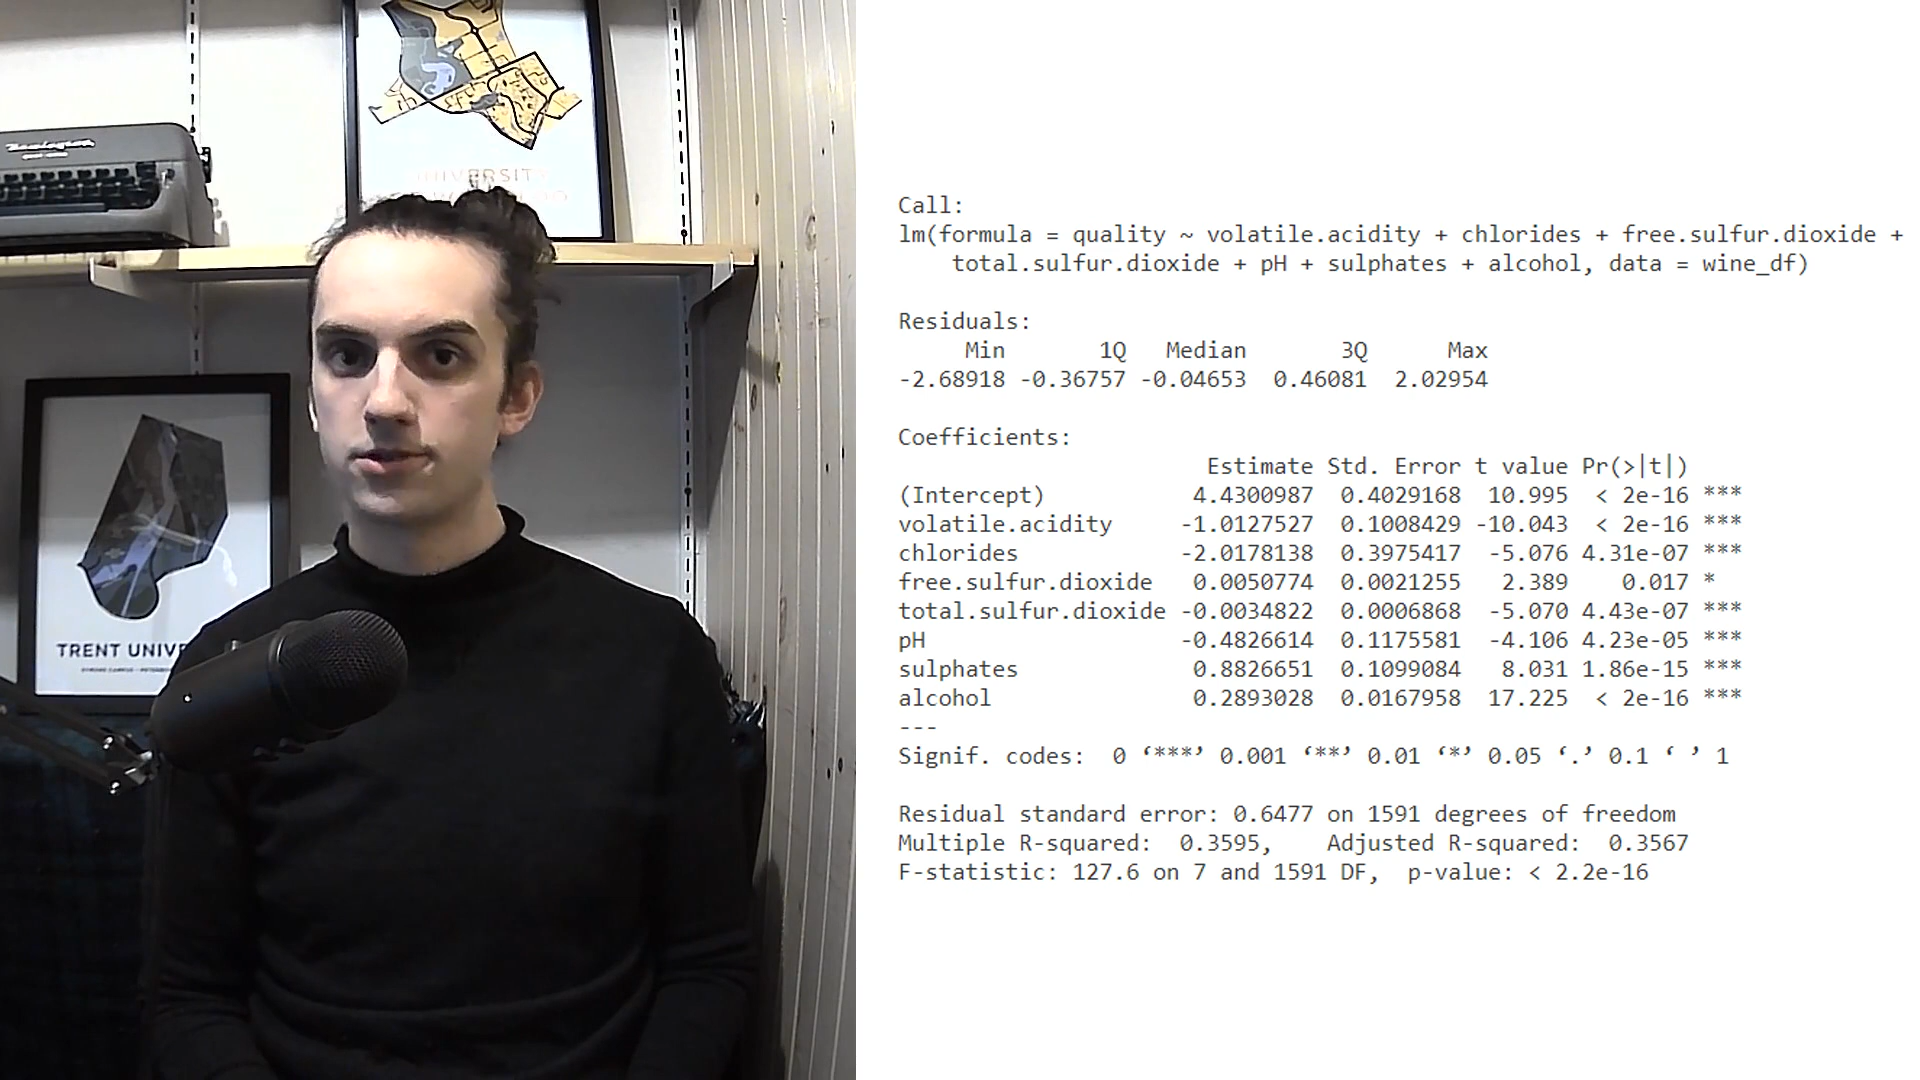 UNIVERSITY
TRENT UNIVE
Call:
lm(formula = quality ~ volatile.acidity + chlorides + free.sulfur.dioxide +
total.sulfur.dioxide + pH + sulphates + alcohol, data = wine_df)
Residuals:
Min 1Q Median 3Q Max
-2.68918 -0.36757 -0.04653 0.46081 2.02954
Coefficients:
Estimate Std. Error t value Pr(>|t|)
(Intercept) 4.4300987 0.4029168 10.995 < 2e-16 ***
volatile.acidity -1.0127527 0.1008429 -10.043 < 2e-16 ***
chlorides -2.0178138 0.3975417 -5.076 4.31e-07 ***
free.sulfur.dioxide 0.0050774 0.0021255 2.389 0.017 *
total.sulfur.dioxide -0.0034822 0.0006868 -5.070 4.43e-07 ***
pH -0.4826614 0.1175581 -4.106 4.23e-05 ***
sulphates 0.8826651 0.1099084 8.031 1.86e-15 ***
alcohol 0.2893028 0.0167958 17.225 < 2e-16 ***
---
Signif. codes: 0 ‘***’ 0.001 ‘**’ 0.01 ‘*’ 0.05 ‘.’ 0.1 ‘ ’ 1
Residual standard error: 0.6477 on 1591 degrees of freedom
Multiple R-squared: 0.3595, Adjusted R-squared: 0.3567
F-statistic: 127.6 on 7 and 1591 DF, p-value: < 2.2e-16